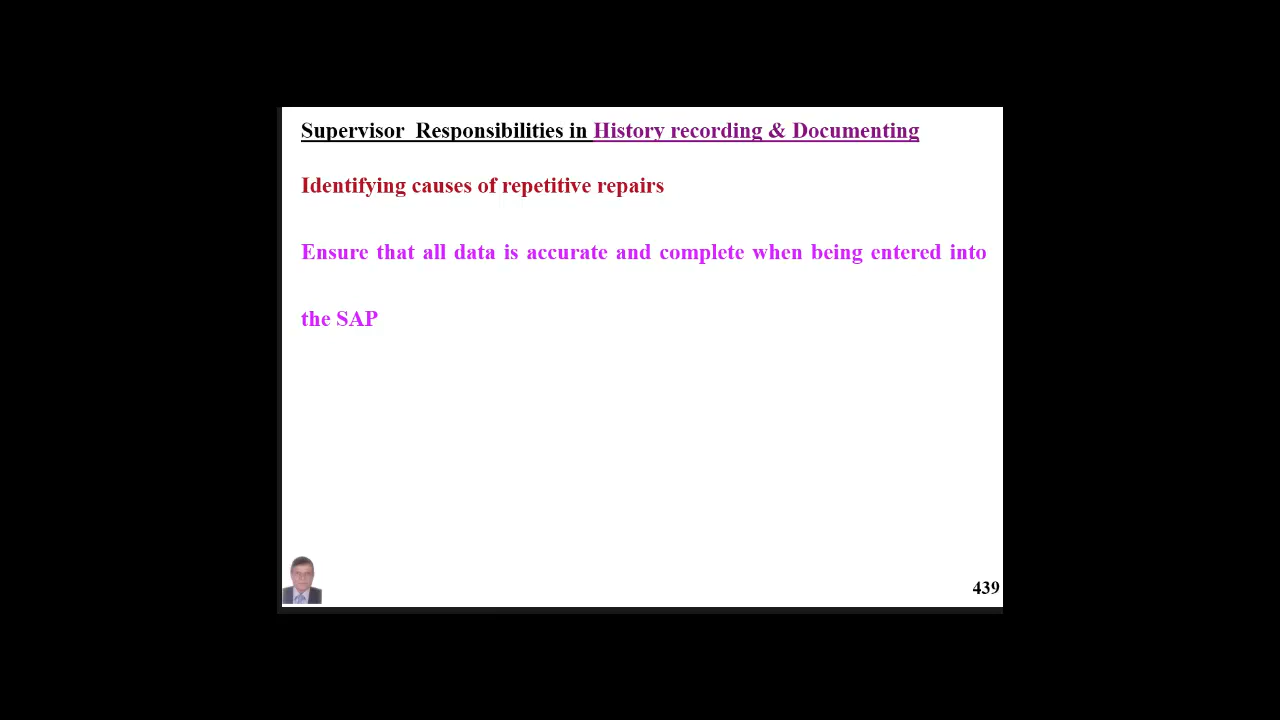 Supervisor  Responsibilities in History recording & Documenting
Identifying causes of repetitive repairs
Ensure that all data is accurate and complete when being entered into
the SAP
439